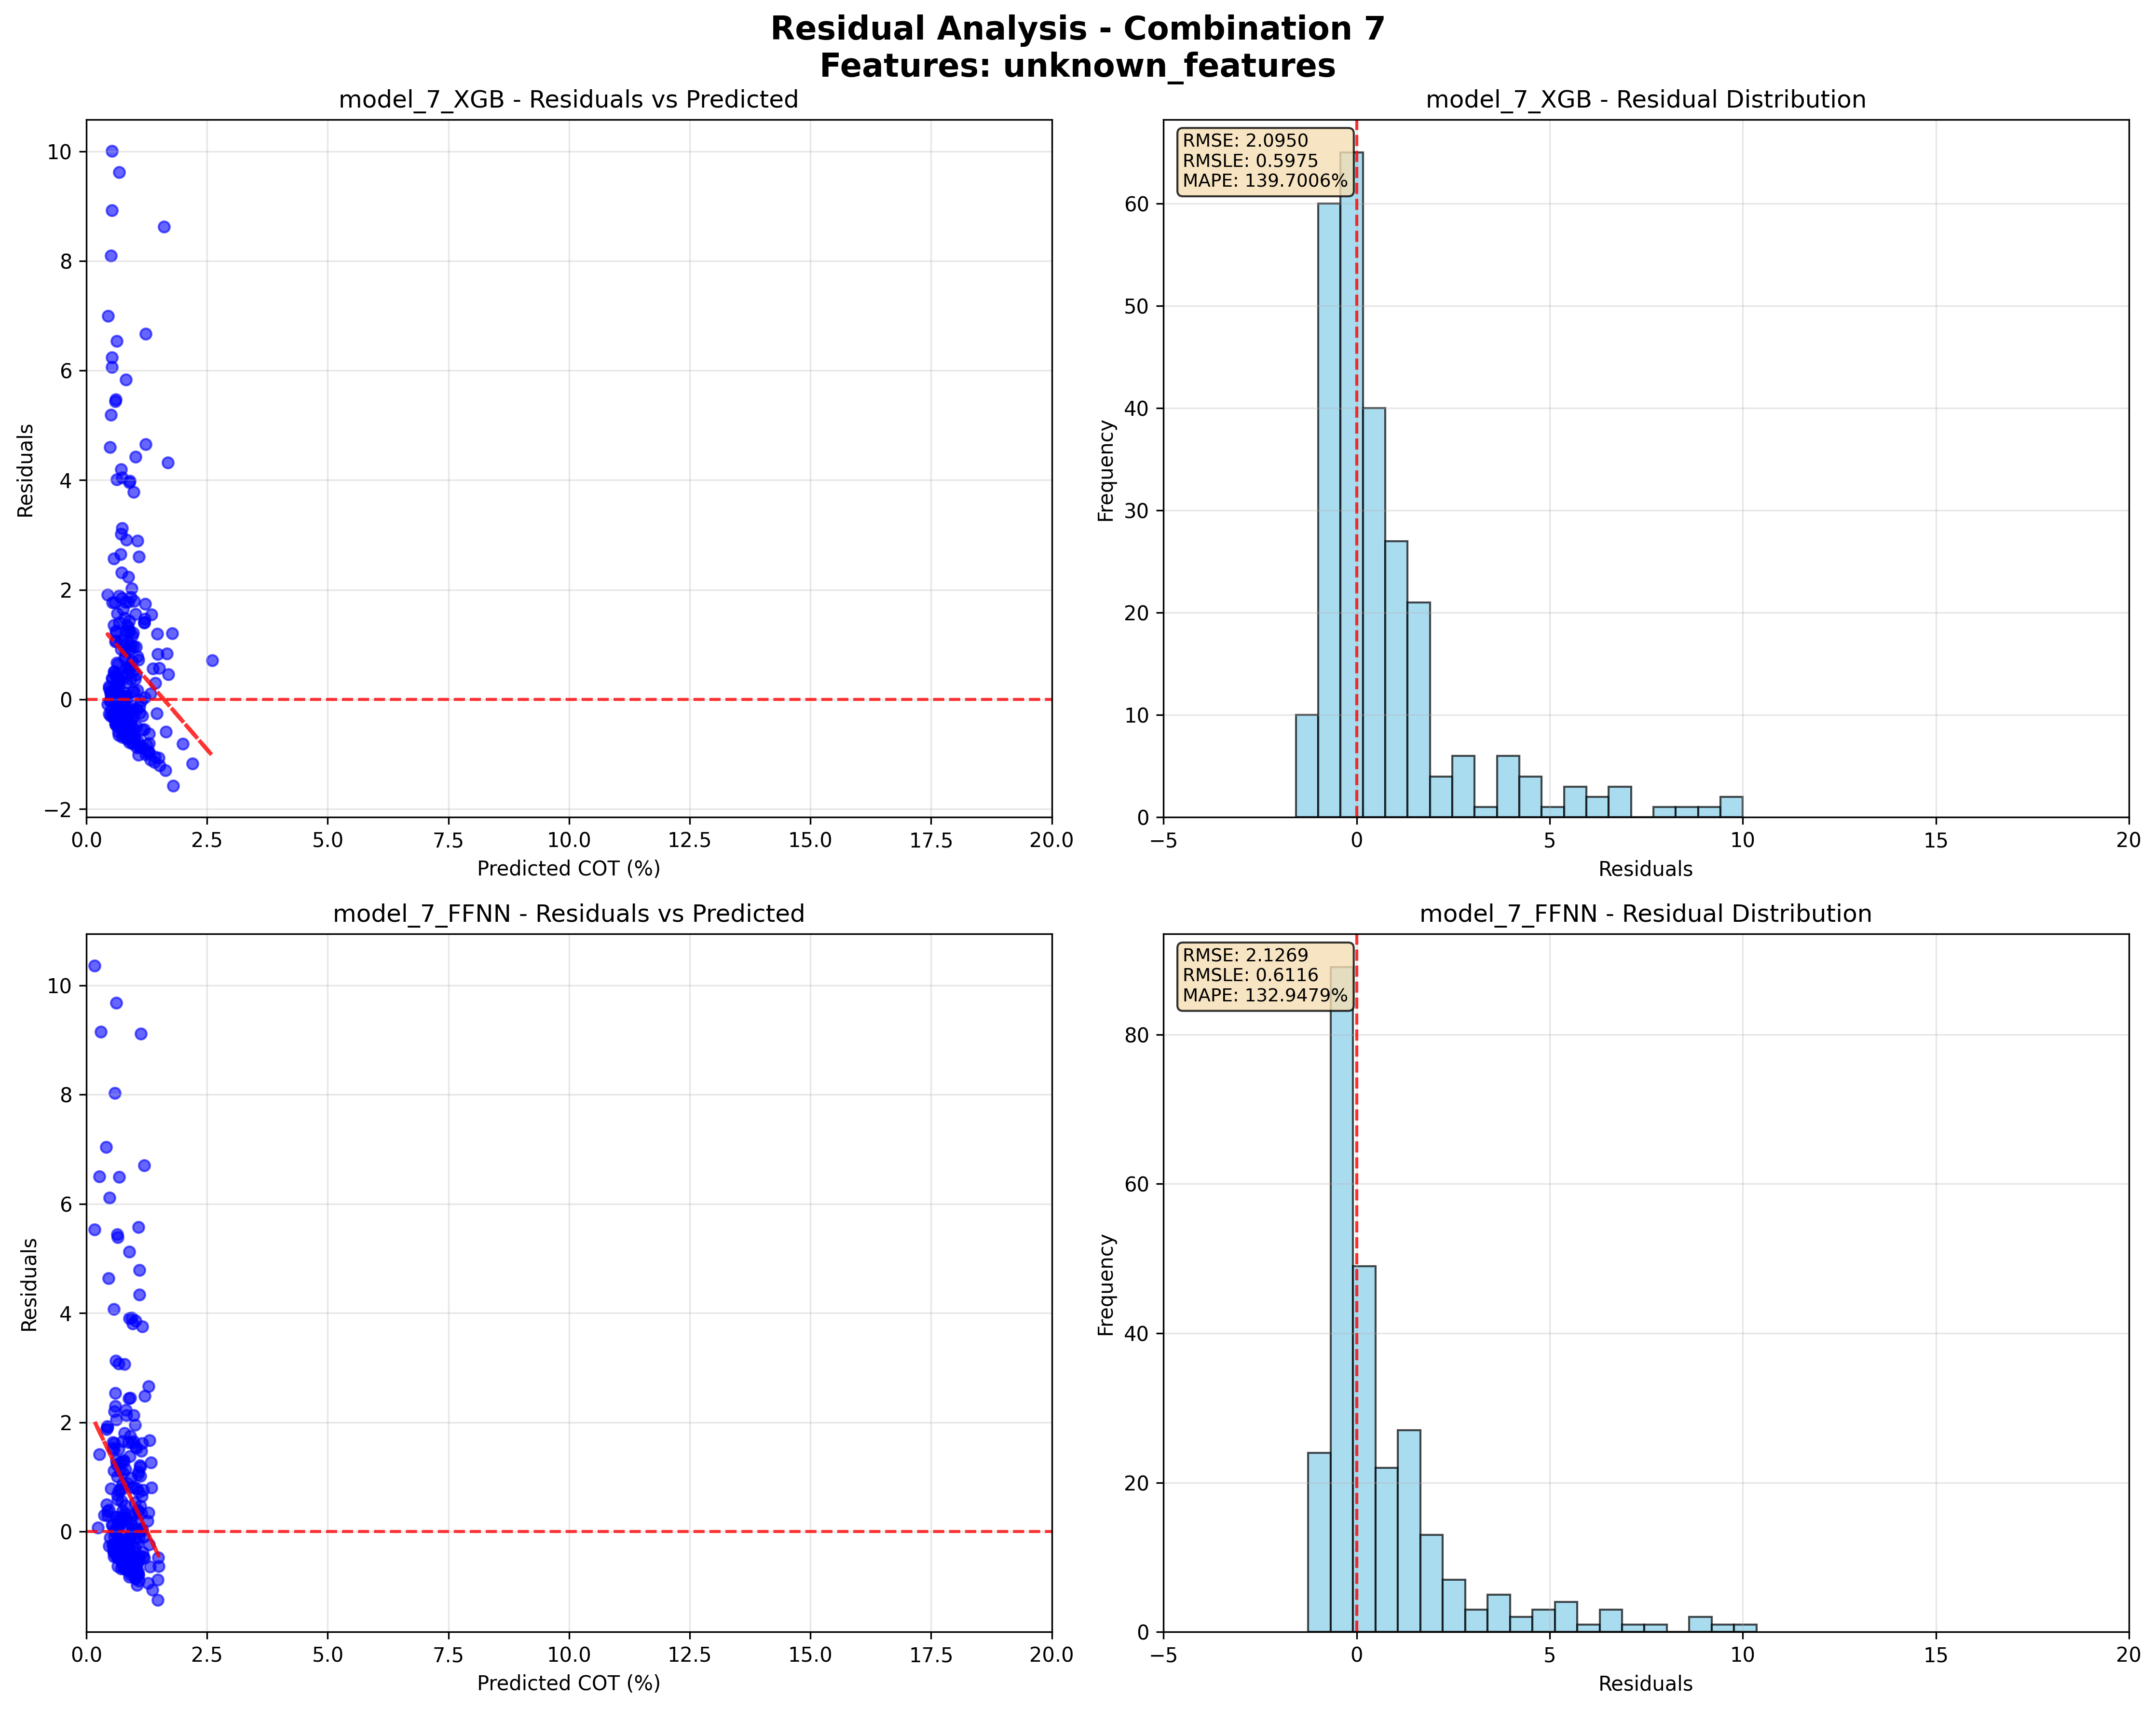 Residual Analysis - Combination 7
Features: unknown_features
model_7_XGB - Residuals vs Predicted
10
8
6
4
2
0
−2
Residuals
0.0 2.5 5.0 7.5 10.0 12.5 15.0 17.5 20.0
Predicted COT (%)
model_7_XGB - Residual Distribution
RMSE: 2.0950
RMSLE: 0.5975
MAPE: 139.7006%
60
50
40
30
20
10
0
Frequency
−5 0 5 10 15 20
Residuals
model_7_FFNN - Residuals vs Predicted
10
8
6
4
2
0
Residuals
0.0 2.5 5.0 7.5 10.0 12.5 15.0 17.5 20.0
Predicted COT (%)
model_7_FFNN - Residual Distribution
RMSE: 2.1269
RMSLE: 0.6116
MAPE: 132.9479%
80
60
40
20
0
Frequency
−5 0 5 10 15 20
Residuals